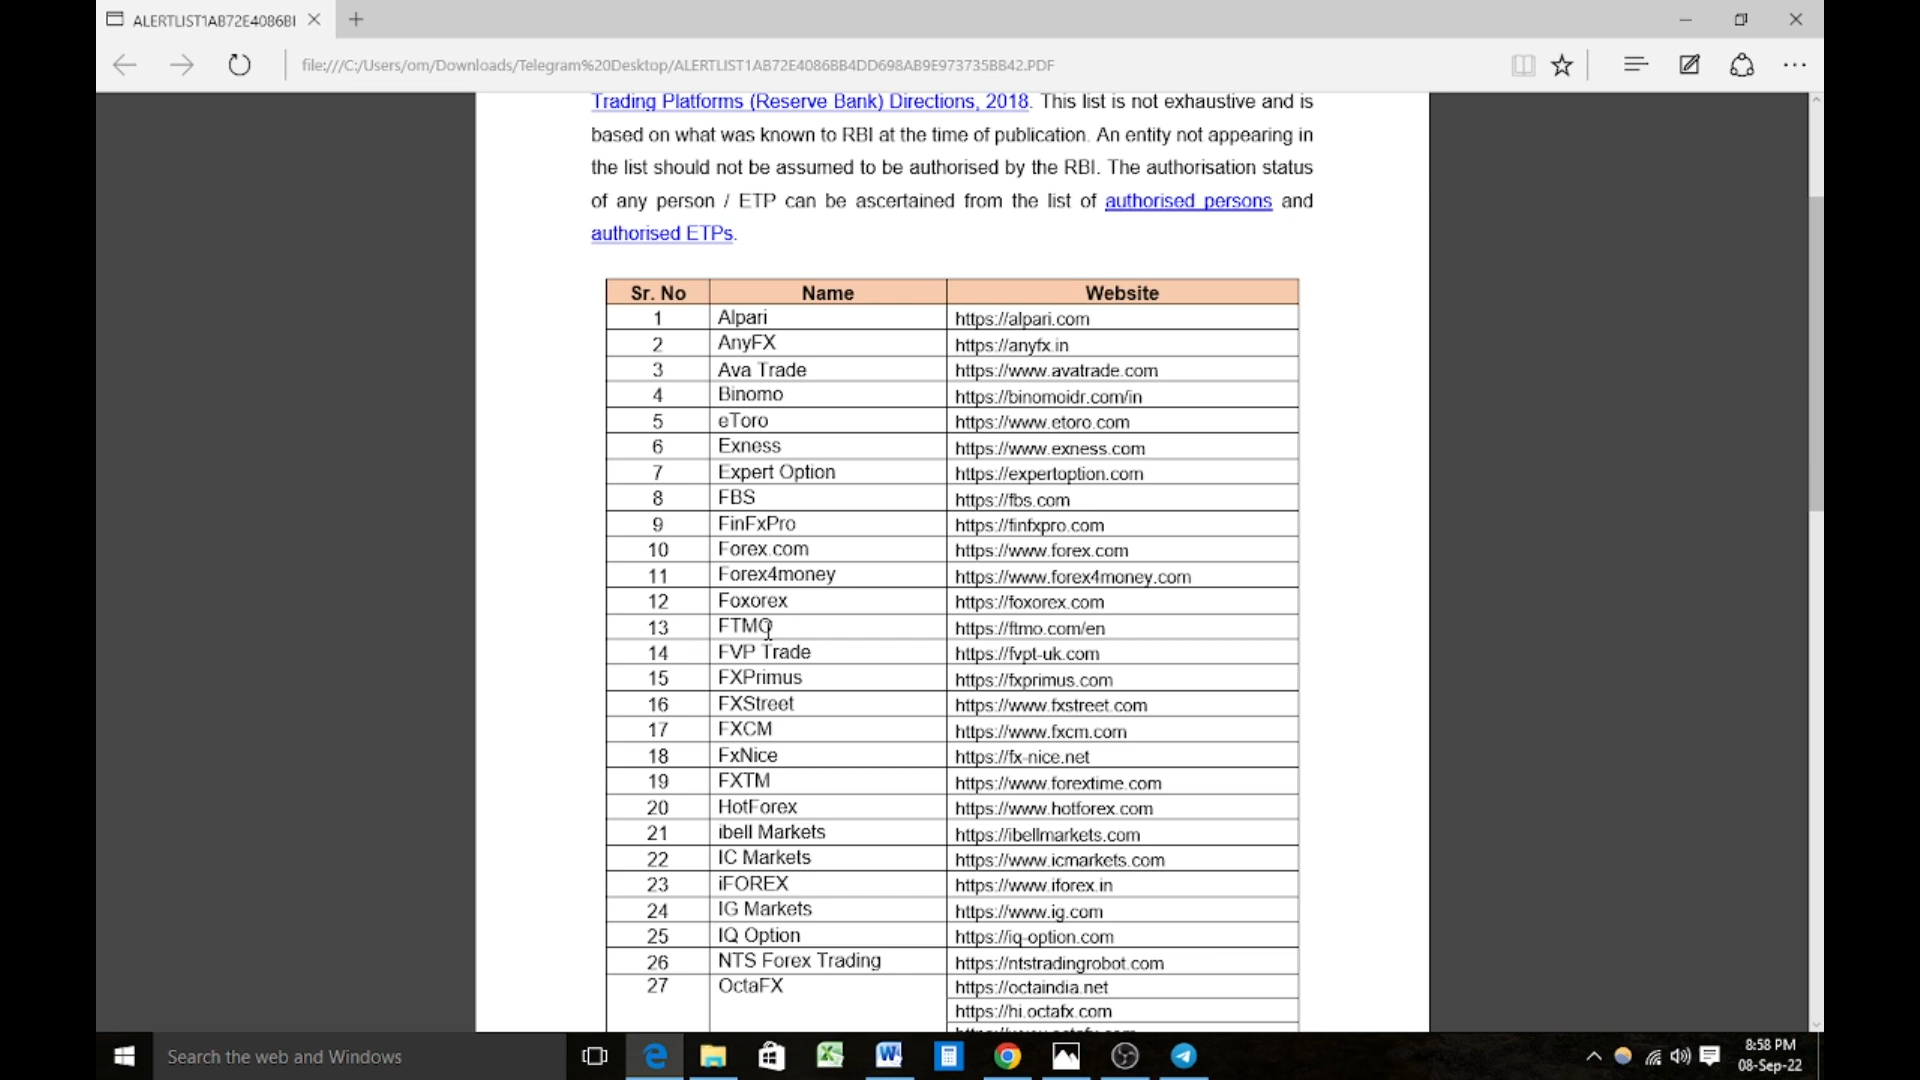 ALERTLIST1AB72E4086BI
file:///C:/Users/om/Downloads/Telegram%20Desktop/ALERTLIST1AB72E4086BB4DD698AB9E973735BB42.PDF
Trading Platforms (Reserve Bank) Directions, 2018. This list is not exhaustive and is
based on what was known to RBI at the time of publication. An entity not appearing in
the list should not be assumed to be authorised by the RBI. The authorisation status
of any person / ETP can be ascertained from the list of authorised persons and
authorised ETPs.
Sr. No Name Website
1 Alpari https://alpari.com
2 AnyFX https://anyfx.in
3 Ava Trade https://www.avatrade.com
4 Binomo https://binomoidr.com/in
5 eToro https://www.etoro.com
6 Exness https://www.exness.com
7 Expert Option https://expertoption.com
8 FBS https://fbs.com
9 FinFxPro https://finfxpro.com
10 Forex.com https://www.forex.com
11 Forex4money https://www.forex4money.com
12 Foxorex https://foxorex.com
13 FTMO https://ftmo.com/en
14 FVP Trade https://fvpt-uk.com
15 FXPrimus https://fxprimus.com
16 FXStreet https://www.fxstreet.com
17 FXCM https://www.fxcm.com
18 FxNice https://fx-nice.net
19 FXTM https://www.forextime.com
20 HotForex https://www.hotforex.com
21 ibell Markets https://ibellmarkets.com
22 IC Markets https://www.icmarkets.com
23 iFOREX https://www.iforex.in
24 IG Markets https://www.ig.com
25 IQ Option https://iq-option.com
26 NTS Forex Trading https://ntstradingrobot.com
27 OctaFX https://octaindia.net
https://hi.octafx.com
Search the web and Windows
8:58 PM
08-Sep-22